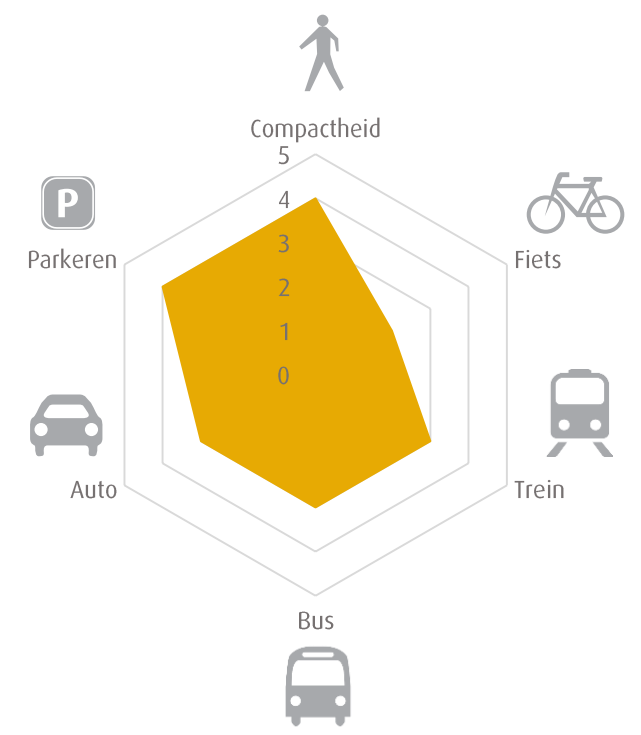 Compactheid
5
4
3
2
1
0
P
Parkeren
Fiets
Auto
Trein
Bus